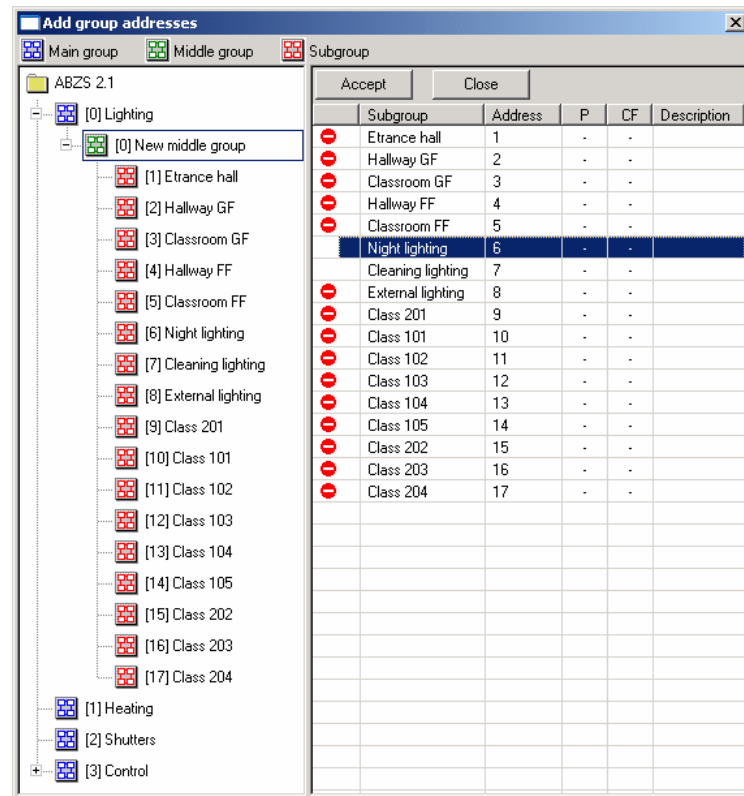 Add group addresses
Main group Middle group Subgroup
ABZS 2.1
[0] Lighting
[0] New middle group
[1] Etrance hall
[2] Hallway GF
[3] Classroom GF
[4] Hallway FF
[5] Classroom FF
[6] Night lighting
[7] Cleaning lighting
[8] External lighting
[9] Class 201
[10] Class 101
[11] Class 102
[12] Class 103
[13] Class 104
[14] Class 105
[15] Class 202
[16] Class 203
[17] Class 204
[1] Heating
[2] Shutters
[3] Control
Accept Close
Subgroup Address P CF Description
Etrance hall 1 - -
Hallway GF 2 - -
Classroom GF 3 - -
Hallway FF 4 - -
Classroom FF 5 - -
Night lighting 6 - -
Cleaning lighting 7 - -
External lighting 8 - -
Class 201 9 - -
Class 101 10 - -
Class 102 11 - -
Class 103 12 - -
Class 104 13 - -
Class 105 14 - -
Class 202 15 - -
Class 203 16 - -
Class 204 17 - -